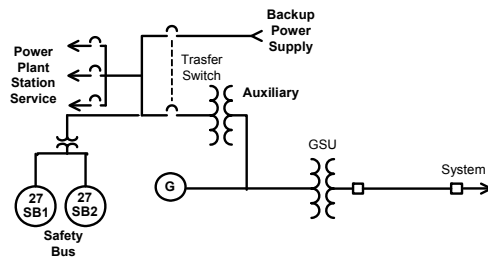 Backup
Power
Supply
Power
Plant
Station
Service
Trasfer
Switch
Auxiliary
GSU
System
G
27
SB1
27
SB2
Safety
Bus